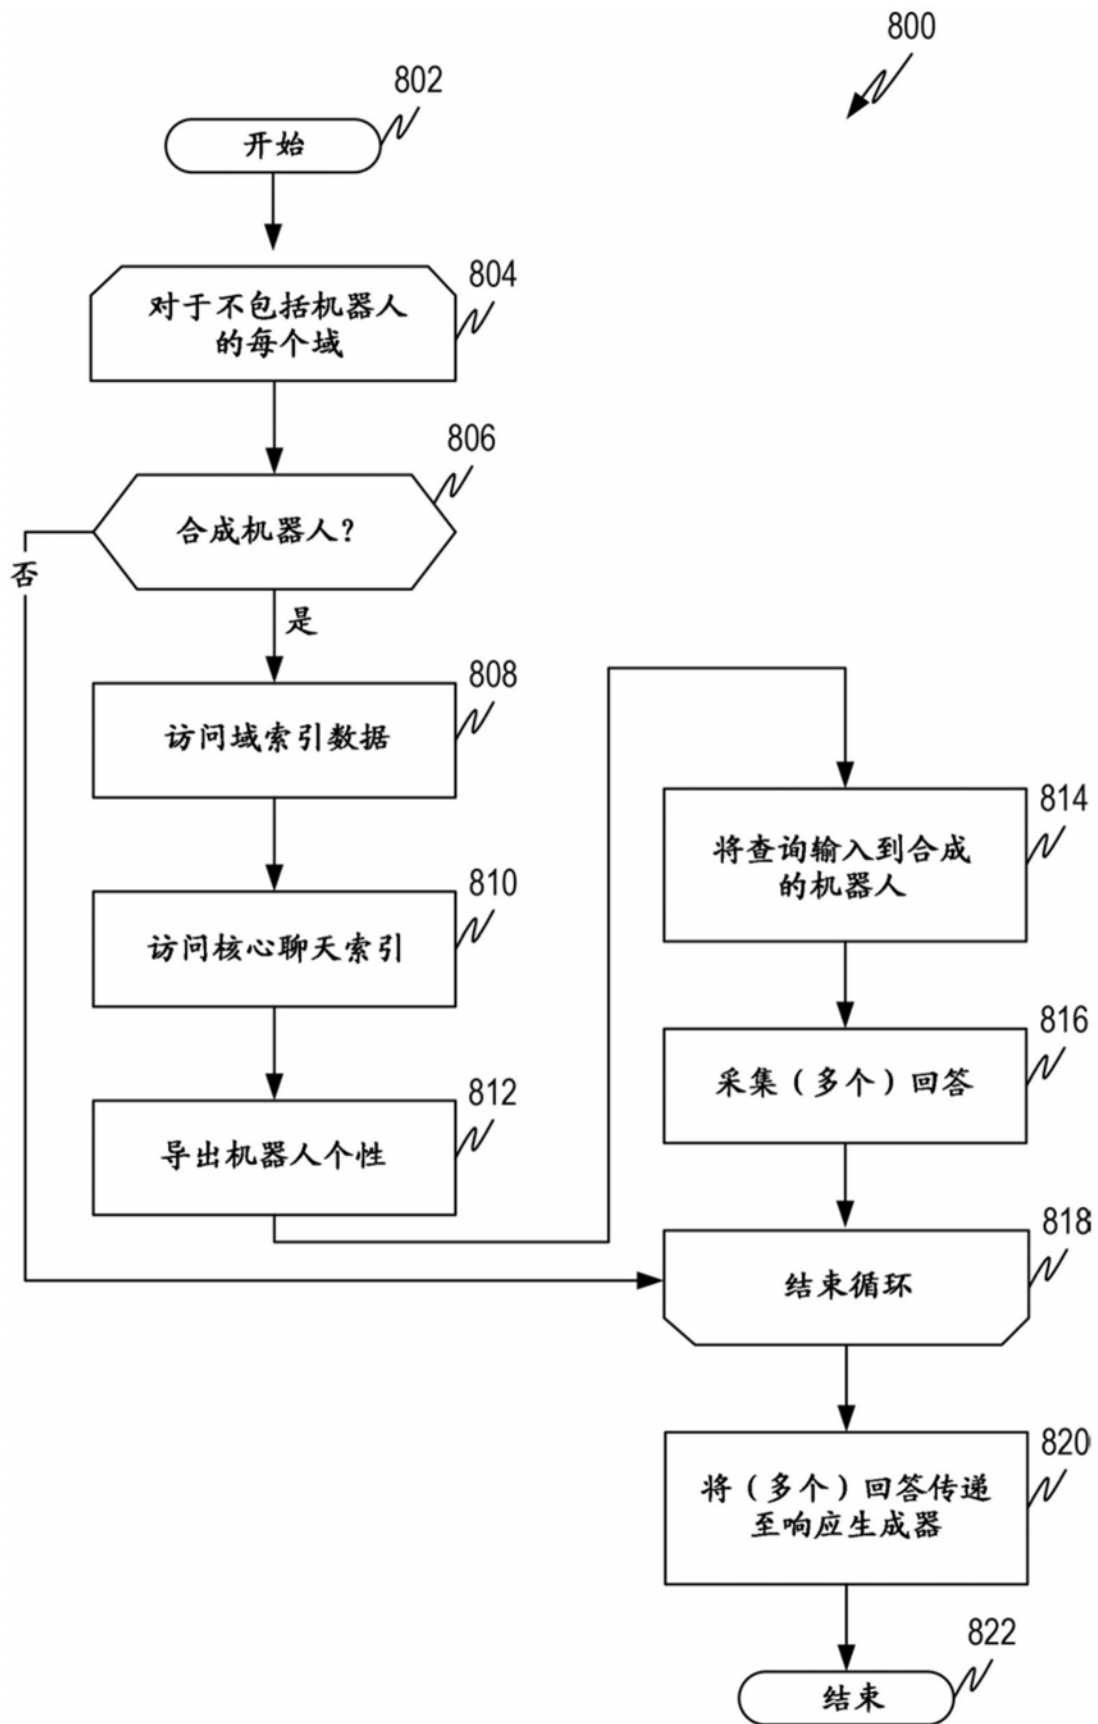 800
802
开始
804
对于不包括机器人
的每个域
806
合成机器人？
否
是
808
访问域索引数据
810
访问核心聊天索引
812
导出机器人个性
814
将查询输入到合成
的机器人
816
采集（多个）回答
818
结束循环
820
将（多个）回答传递
至响应生成器
822
结束